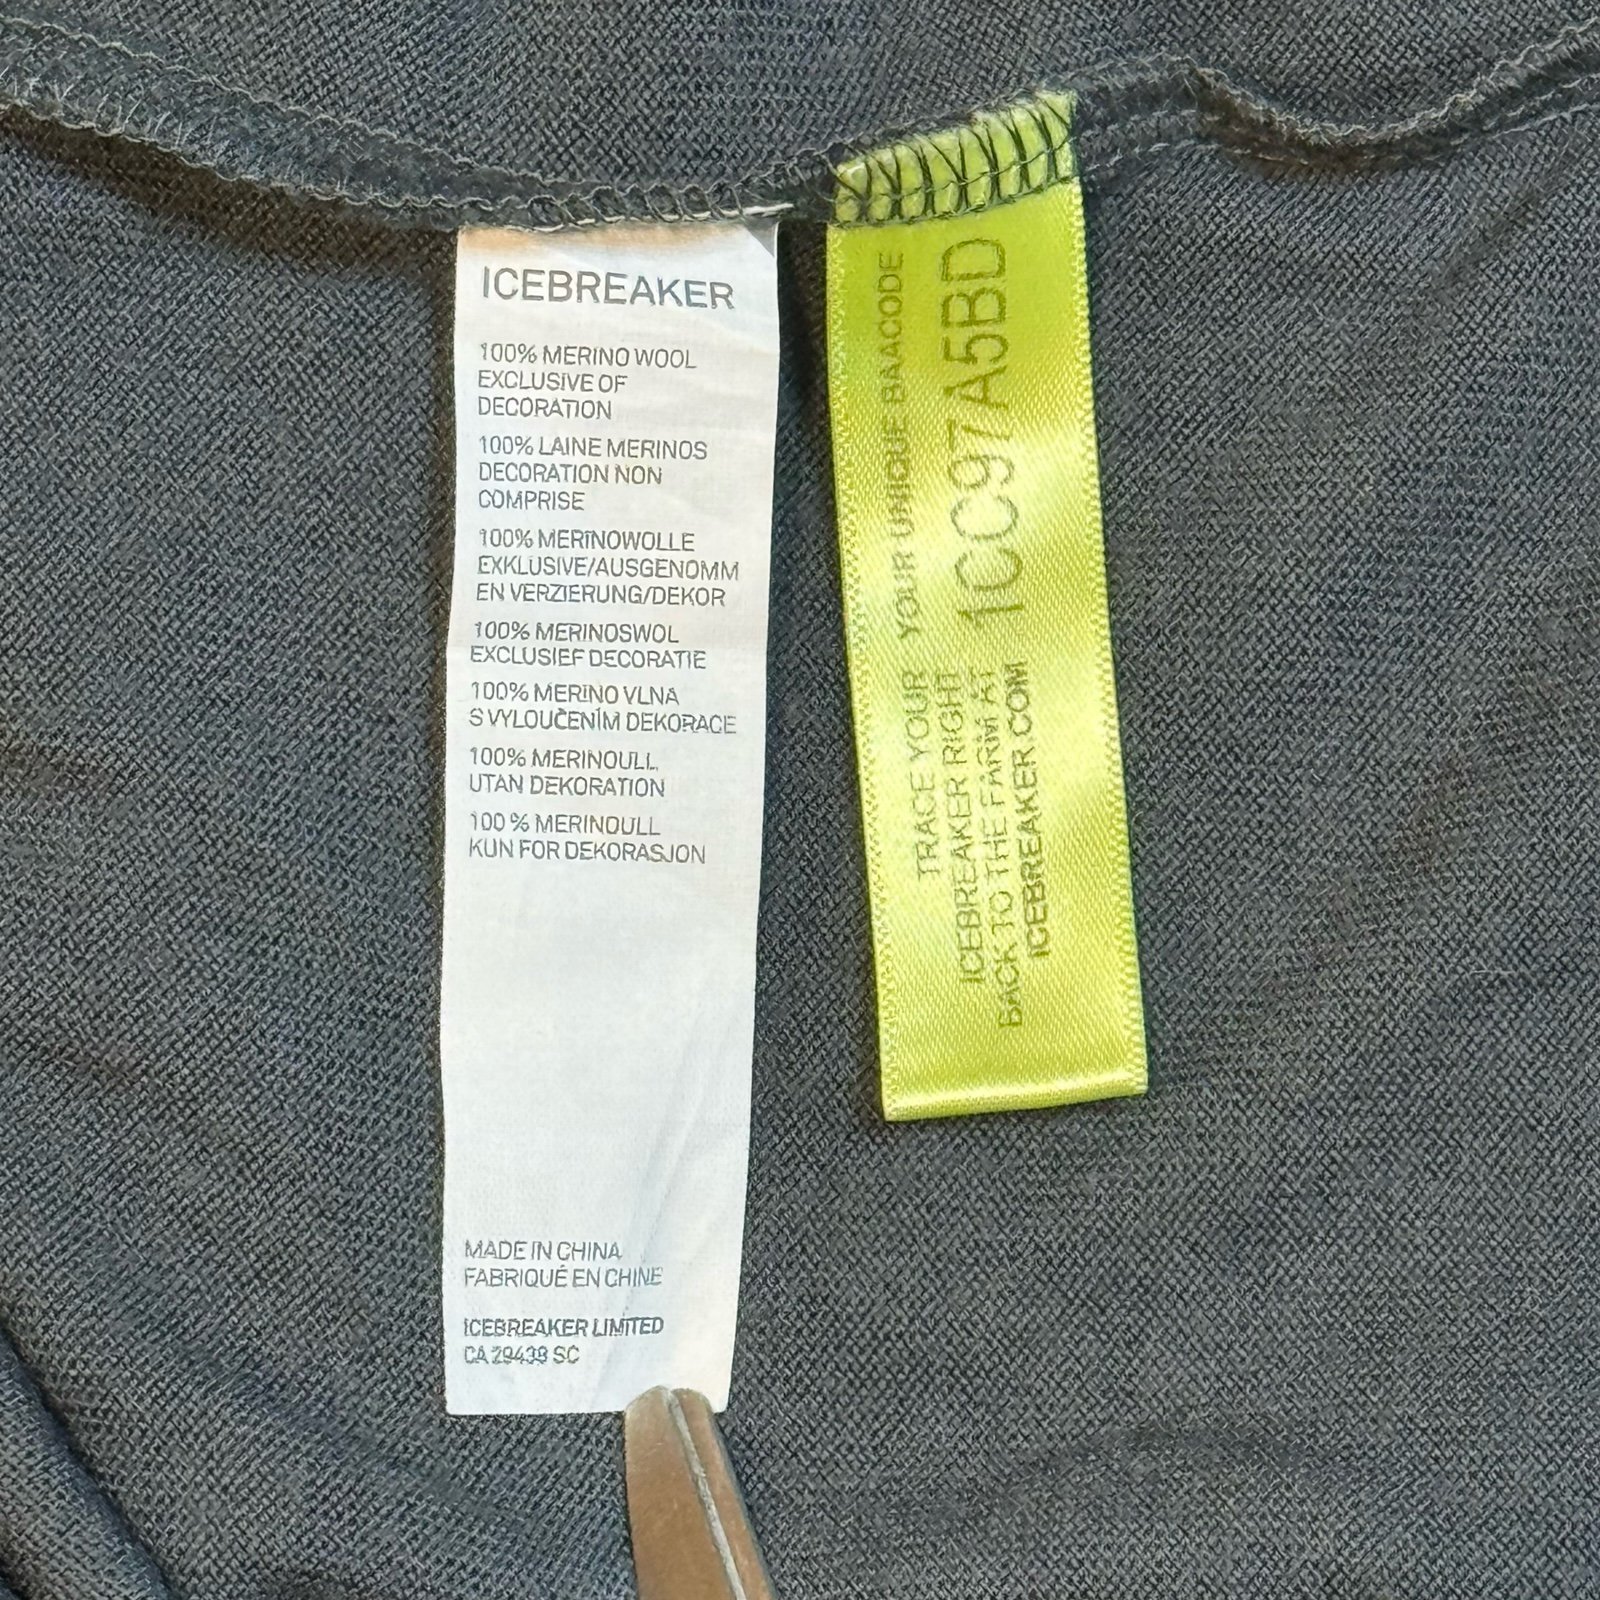 ICEBREAKER
100% MERINO WOOL
EXCLUSIVE OF
DECORATION
100% LAINE MERINOS
DECORATION NON
COMPRISE
100% MERINOWOLLE
EXKLUSIVE/AUSGENOMM
EN VERZIERUNG/DEKOR
100% MERINOSWOL
EXCLUSIEF DECORATIE
100% MERINO VLNA
S VYLOUČENÍM DEKORACE
100% MERINOULL
UTAN DEKORATION
100 % MERINOULL
KUN FOR DEKORASJON
MADE IN CHINA
FABRIQUÉ EN CHINE
ICEBREAKER LIMITED
CA 29439 SC
YOUR UNIQUE BAACODE
1CC97A5BD
TRACE YOUR
ICEBREAKER RIGHT
BACK TO THE FARM AT
ICEBREAKER.COM